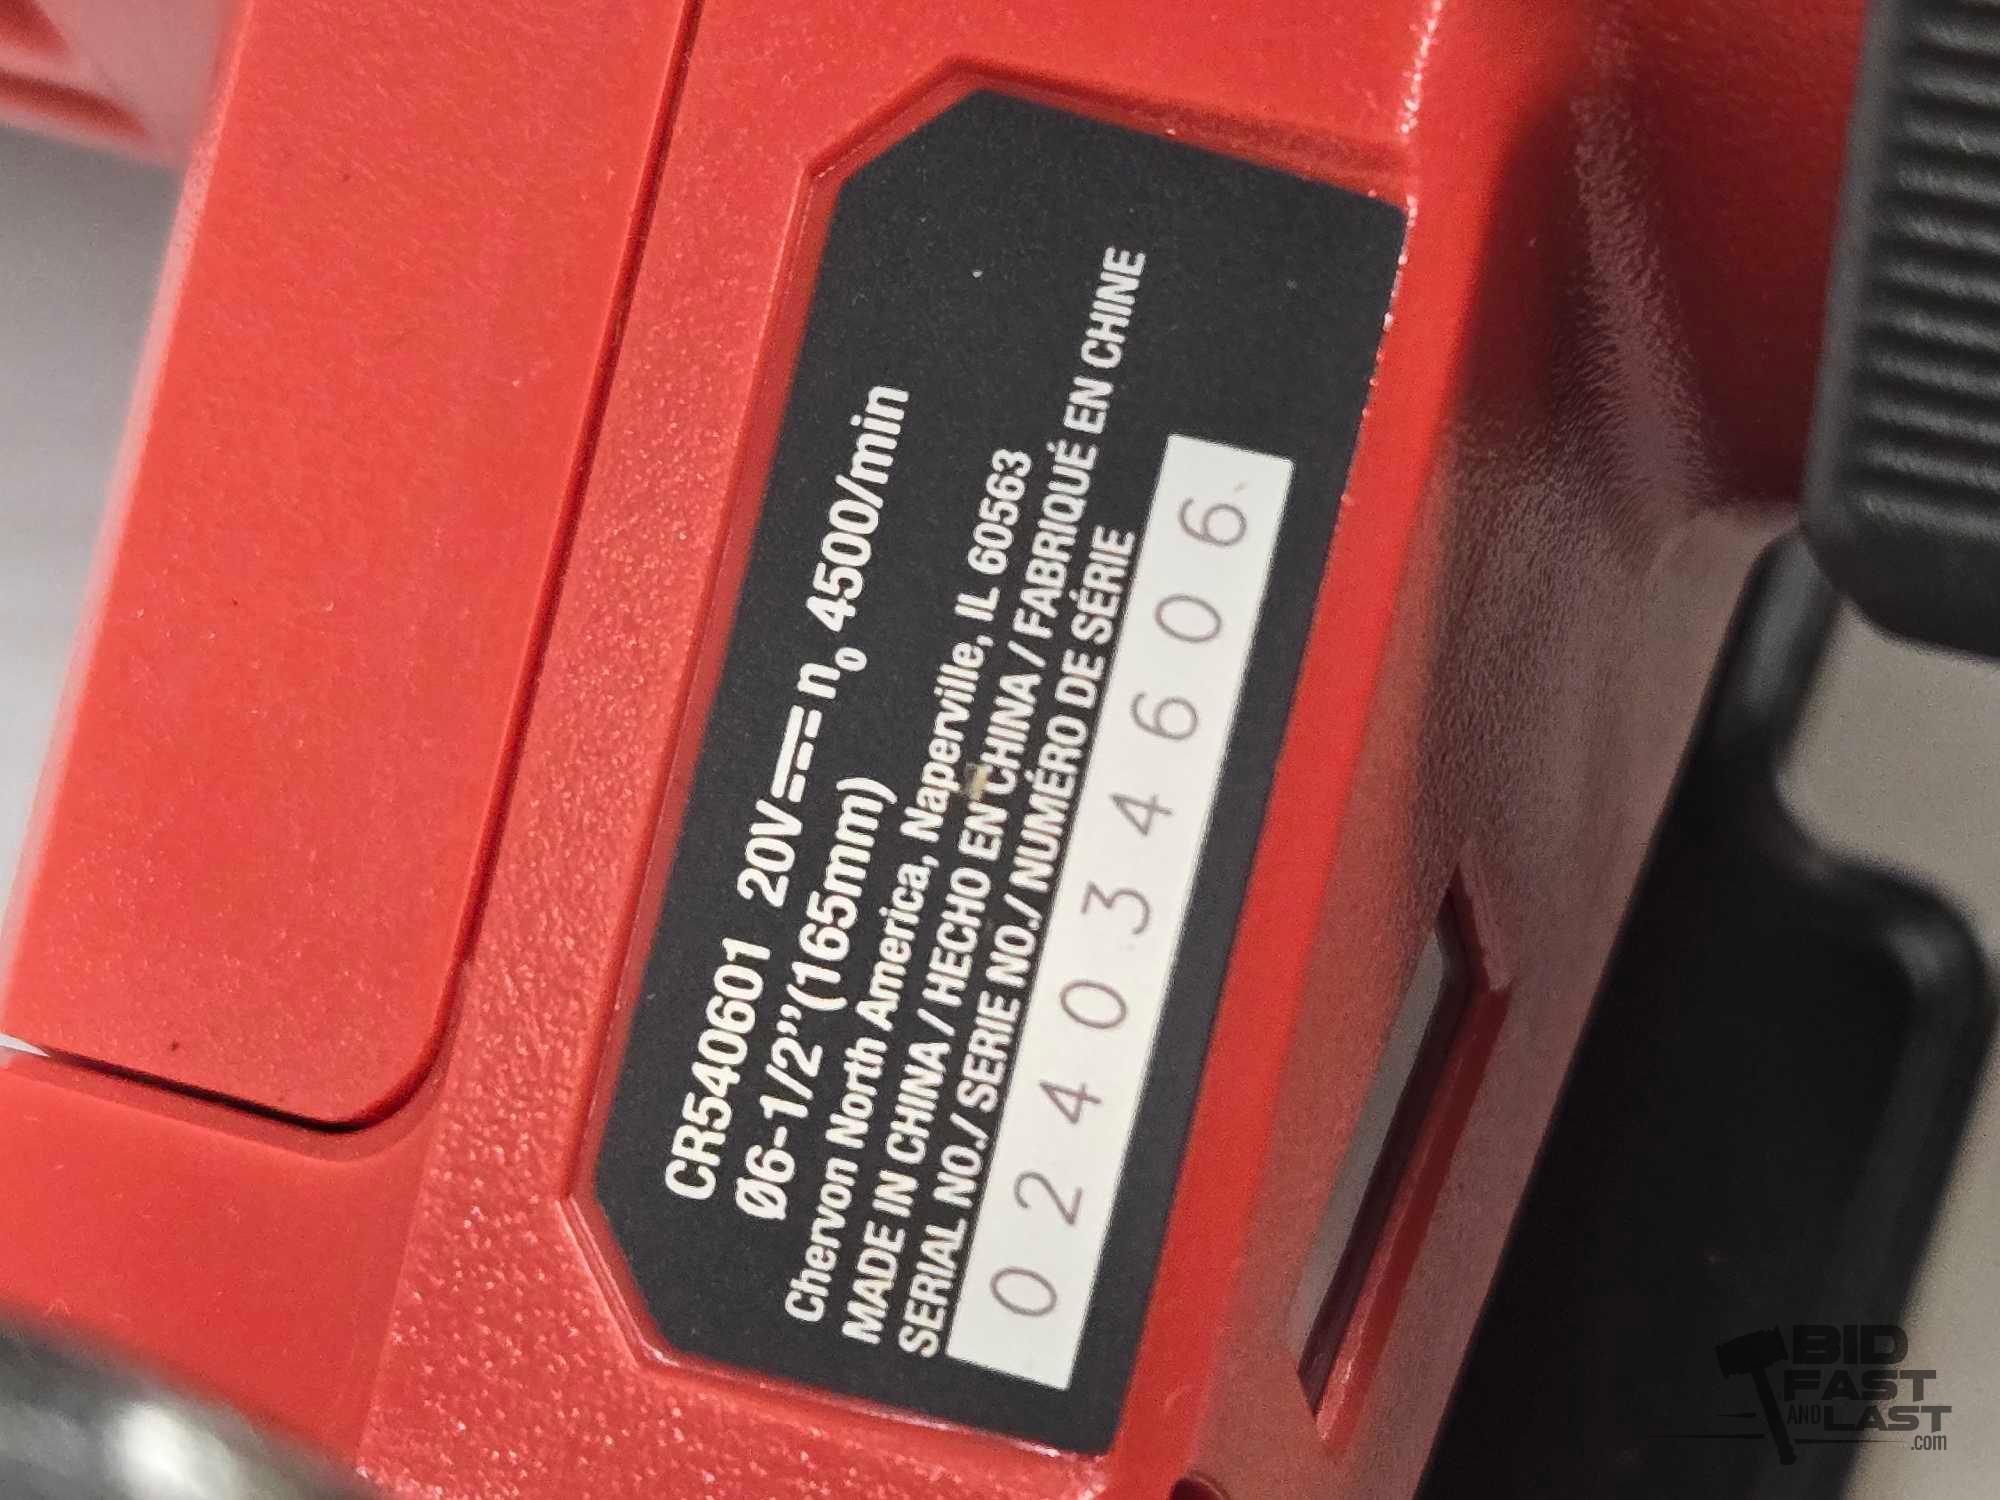 CR540601 20V⎓ n₀ 4500/min
Ø6-1/2”(165mm)
Chervon North America, Naperville, IL 60563
MADE IN CHINA / HECHO EN CHINA / FABRIQUÉ EN CHINE
SERIAL NO./ SERIE NO./ NUMÉRO DE SÉRIE
024034606
BID
FAST
AND LAST
.com